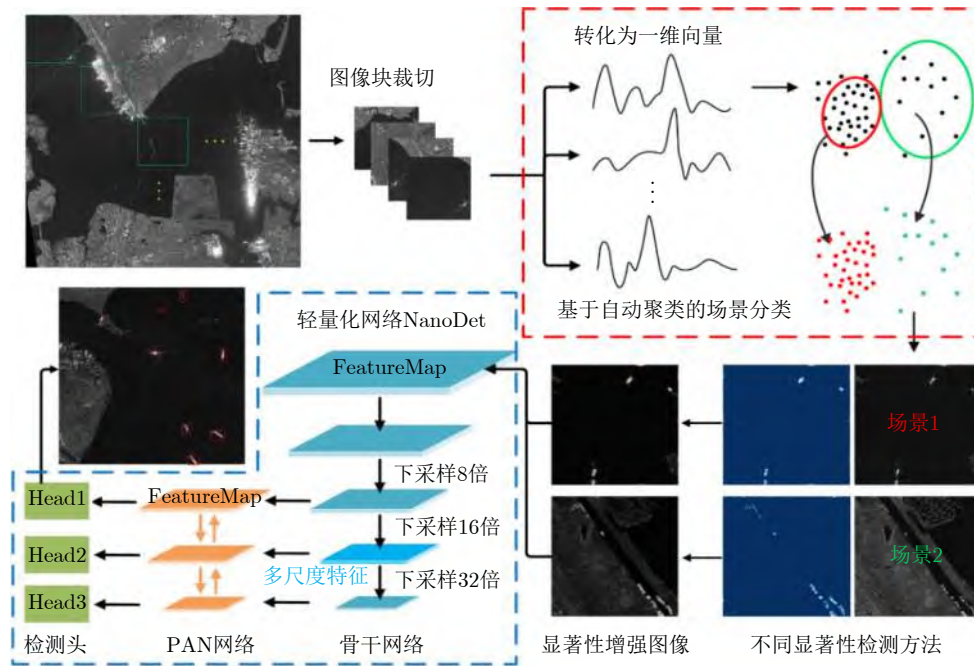 转化为一维向量
图像块裁切
基于自动聚类的场景分类
轻量化网络NanoDet
FeatureMap
场景1
下采样8倍
Head1
FeatureMap
下采样16倍
Head2
场景2
多尺度特征
下采样32倍
Head3
检测头
PAN网络
骨干网络
显著性增强图像
不同显著性检测方法